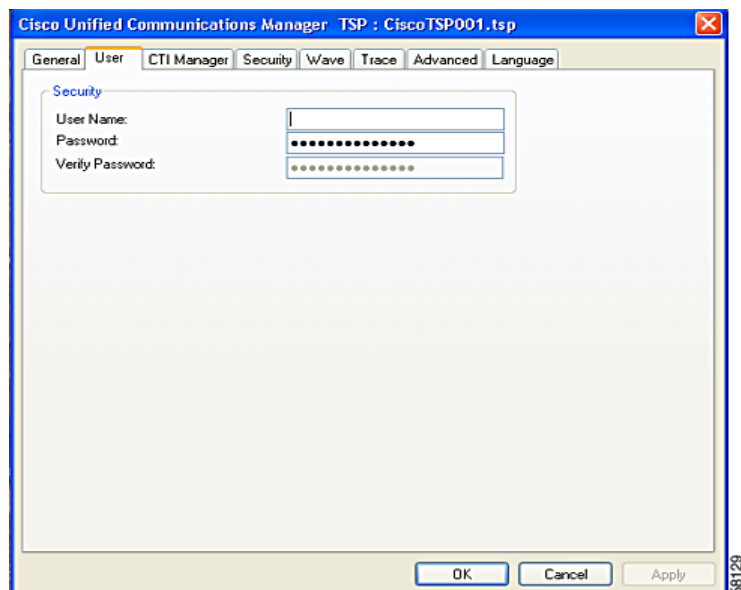 Cisco Unified Communications Manager TSP : CiscoTSP001.tsp
General User CTI Manager Security Wave Trace Advanced Language
Security
User Name:
Password:
Verify Password:
OK Cancel Apply